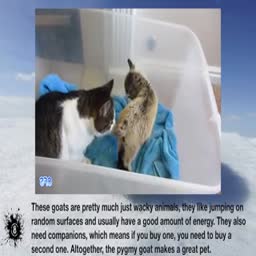 These goats are pretty much just wacky animals, they like jumping on
random surfaces and usually have a good amount of energy. They also
need companions, which means if you buy one, you need to buy a
second one. Altogether, the pygmy goat makes a great pet.